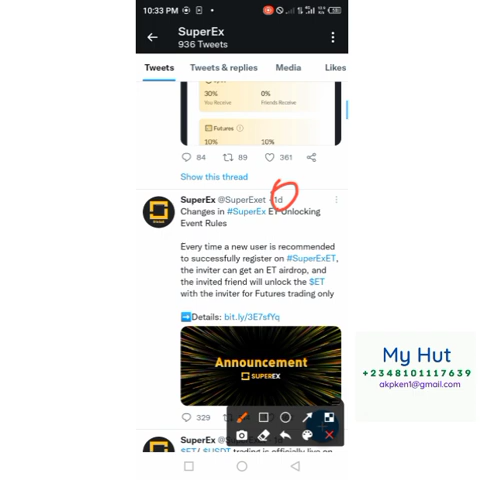 10:33 PM
SuperEx
936 Tweets
Tweets Tweets & replies Media Likes
30% 0%
You Receive Friends Receive
Futures
10% 10%
84 89 361
Show this thread
SuperEx @SuperExet · 1d
Changes in #SuperEx ET Unlocking
Event Rules
Every time a new user is recommended
to successfully register on #SuperExET,
the inviter can get an ET airdrop, and
the invited friend will unlock the $ET
with the inviter for Futures trading only
➡Details: bit.ly/3E7sfYq
Announcement
SUPEREX
329
SuperEx
$ET/ $USDT trading is officially live on
My Hut
+2348101117639
akpken1@gmail.com